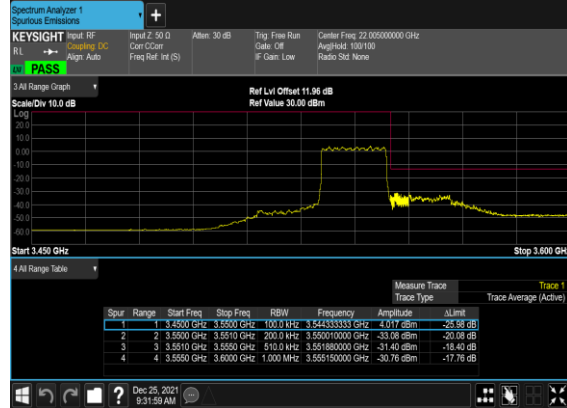 Spectrum Analyzer 1
Spurious Emissions
+
KEYSIGHT Input: RF Input Z: 50 Ω Atten: 30 dB Trig: Free Run Center Freq: 22.005000000 GHz
RL Coupling: DC Corr CCorr Gate: Off Avg|Hold: 100/100
Align: Auto Freq Ref: Int (S) IF Gain: Low Radio Std: None
PASS
3 All Range Graph
Ref Lvl Offset 11.96 dB
Scale/Div 10.0 dB Ref Value 30.00 dBm
Log
20.0
10.0
0.00
-10.0
-20.0
-30.0
-40.0
-50.0
-60.0
Start 3.450 GHz Stop 3.600 GH
4 All Range Table
Measure Trace Trace 1
Trace Type Trace Average (Active)
Spur Range Start Freq Stop Freq RBW Frequency Amplitude ΔLimit
1 1 3.4500 GHz 3.5500 GHz 100.0 kHz 3.544333333 GHz 4.017 dBm -25.98 dB
2 2 3.5500 GHz 3.5510 GHz 200.0 kHz 3.550010000 GHz -33.08 dBm -20.08 dB
3 3 3.5510 GHz 3.5550 GHz 510.0 kHz 3.551880000 GHz -31.40 dBm -18.40 dB
4 4 3.5550 GHz 3.6000 GHz 1.000 MHz 3.555150000 GHz -30.76 dBm -17.76 dB
?
Dec 25, 2021
9:31:59 AM